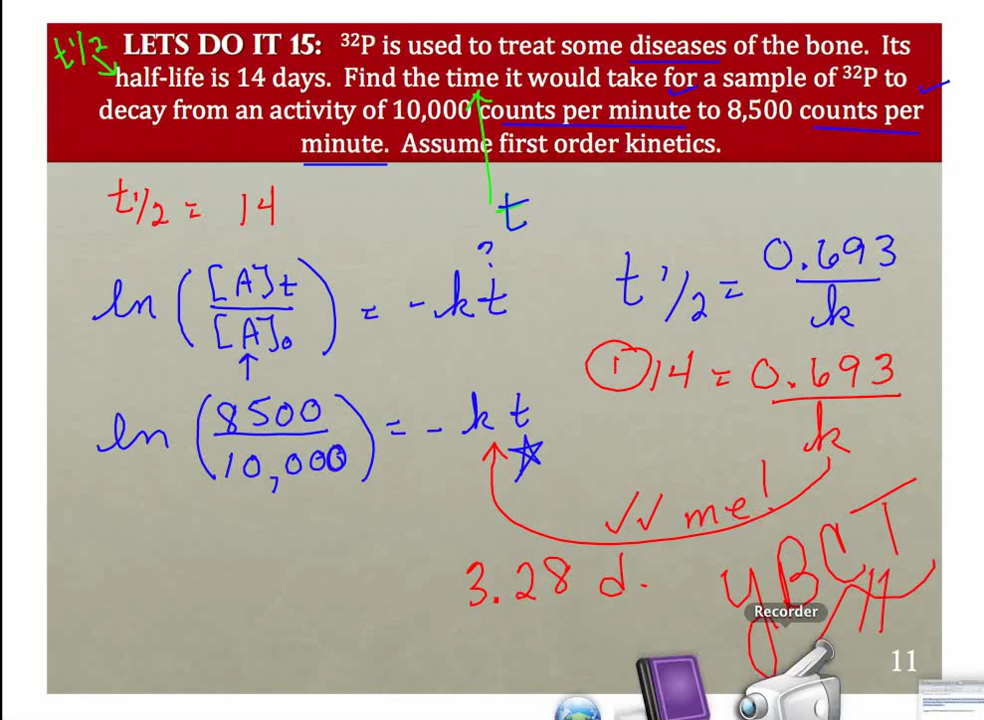 t1/2
LETS DO IT 15: ³²P is used to treat some diseases of the bone. Its
half-life is 14 days. Find the time it would take for a sample of ³²P to
decay from an activity of 10,000 counts per minute to 8,500 counts per
minute. Assume first order kinetics.
t1/2 = 14
t
?
ln ([A]t / [A]o) = -kt
t1/2 = 0.693 / k
① 14 = 0.693 / k
ln (8500 / 10,000) = - k t
✓✓ me!
3.28 d.
yBCT
Recorder
11